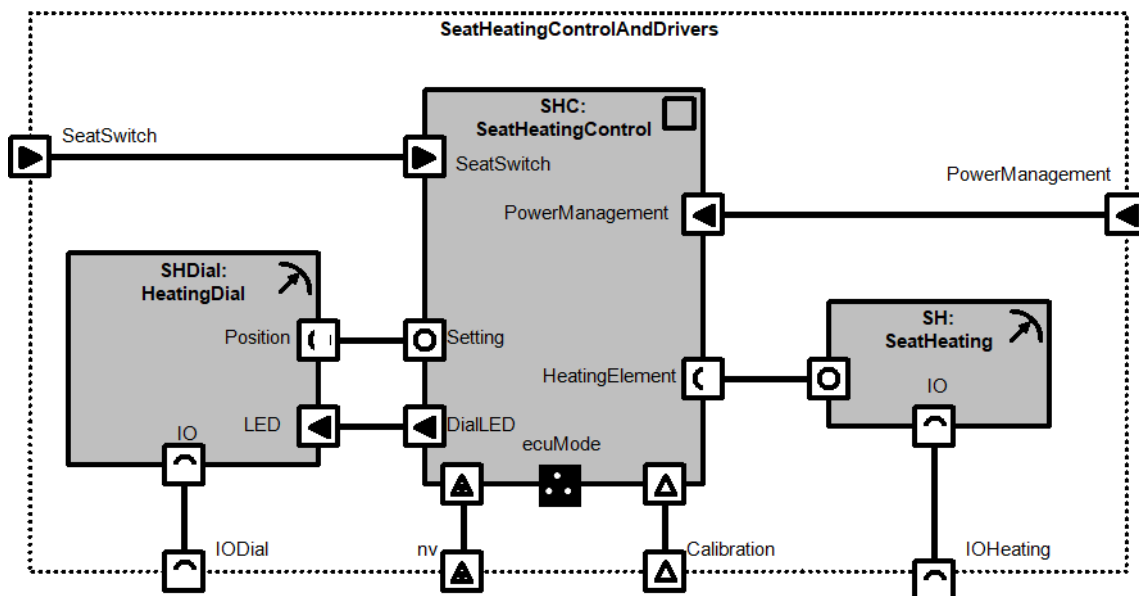 SeatHeatingControlAndDrivers
SeatSwitch
SHC:
SeatHeatingControl
SeatSwitch
PowerManagement
PowerManagement
SHDial:
HeatingDial
Position
Setting
SH:
SeatHeating
HeatingElement
IO
LED
DialLED
IO
ecuMode
IODial
nv
Calibration
IOHeating